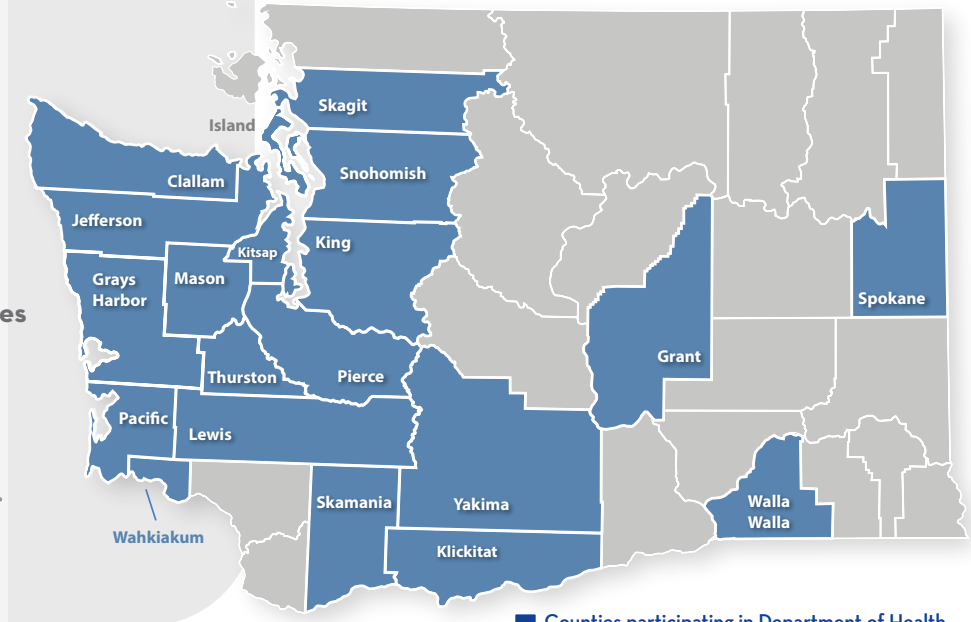 Island
Skagit
Snohomish
Clallam
Jefferson
King
Kitsap
Grays
Harbor
Mason
Spokane
es
Grant
Thurston
Pierce
Pacific
Lewis
Skamania
Yakima
Walla
Walla
Wahkiakum
Klickitat
Counties participating in Department of Health